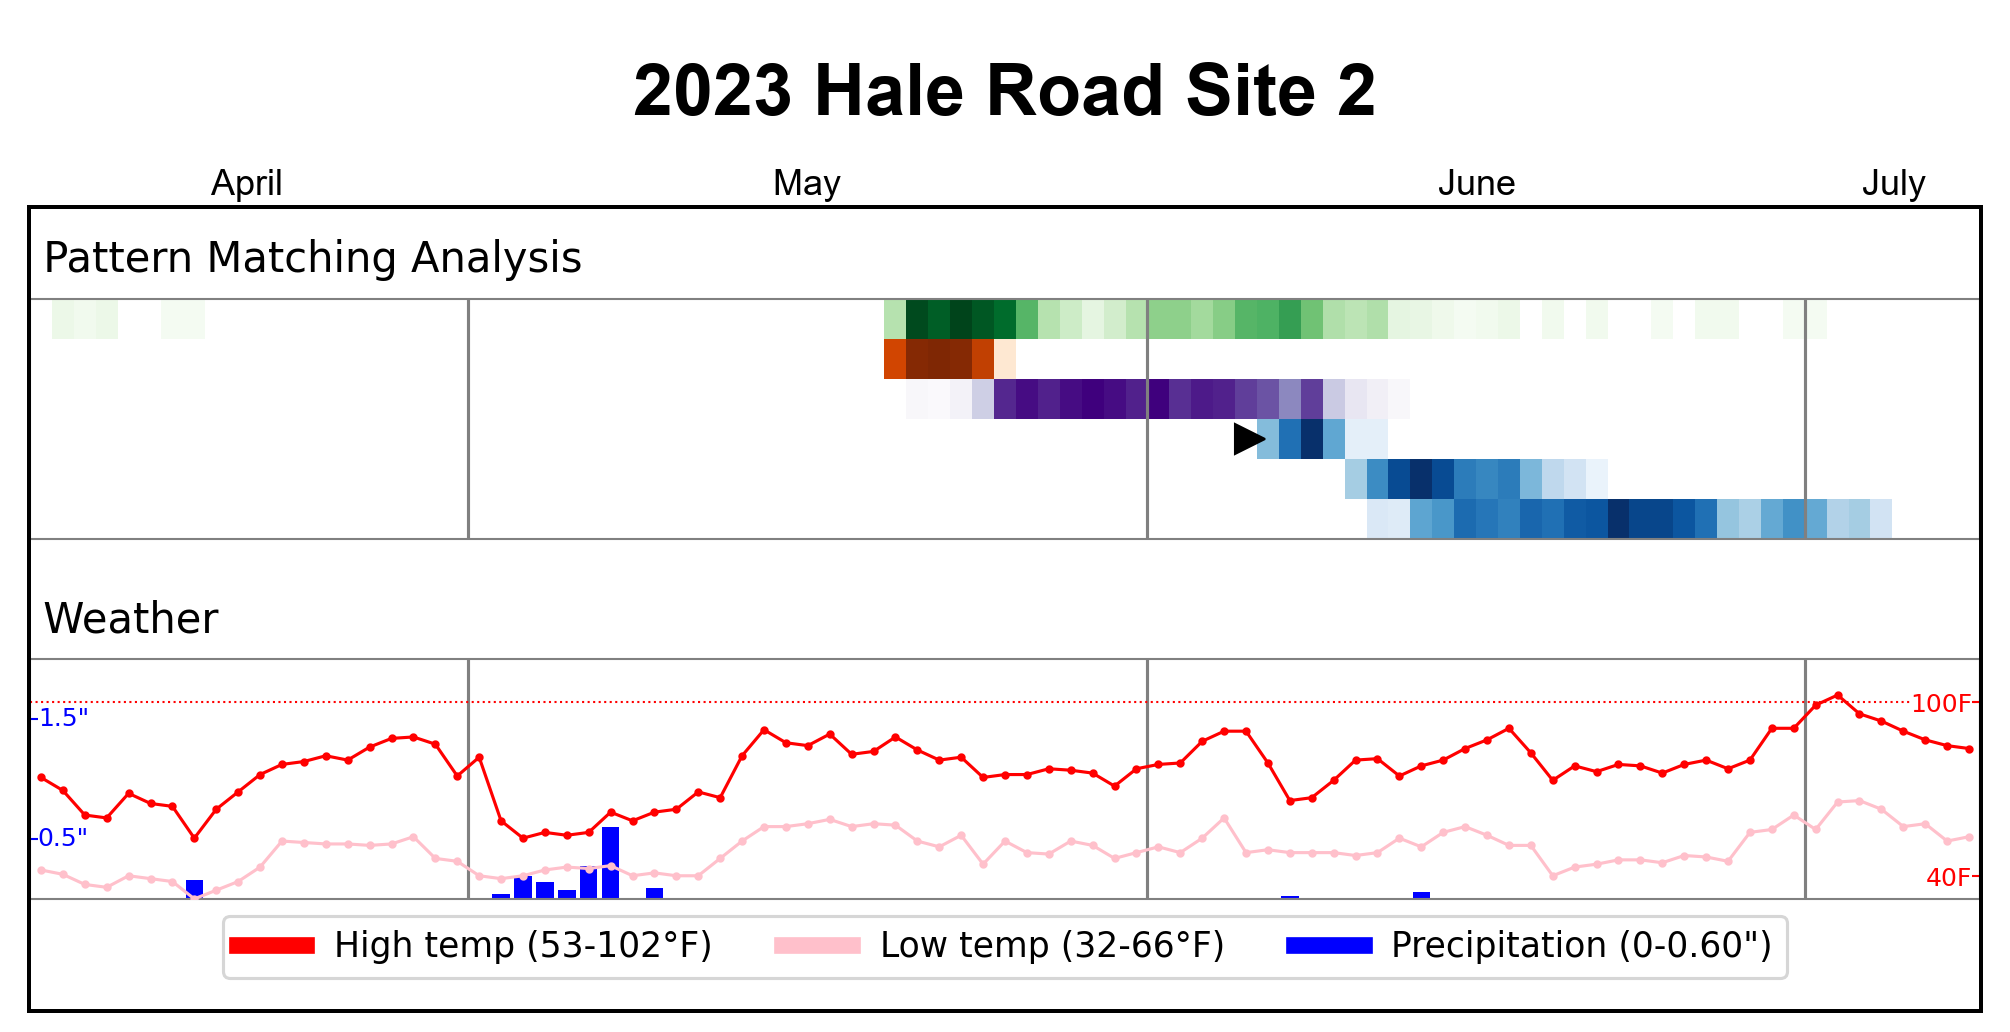 2023 Hale Road Site 2
April May June July
Pattern Matching Analysis
Weather
1.5" 100F
0.5" 40F
High temp (53-102°F) Low temp (32-66°F) Precipitation (0-0.60")